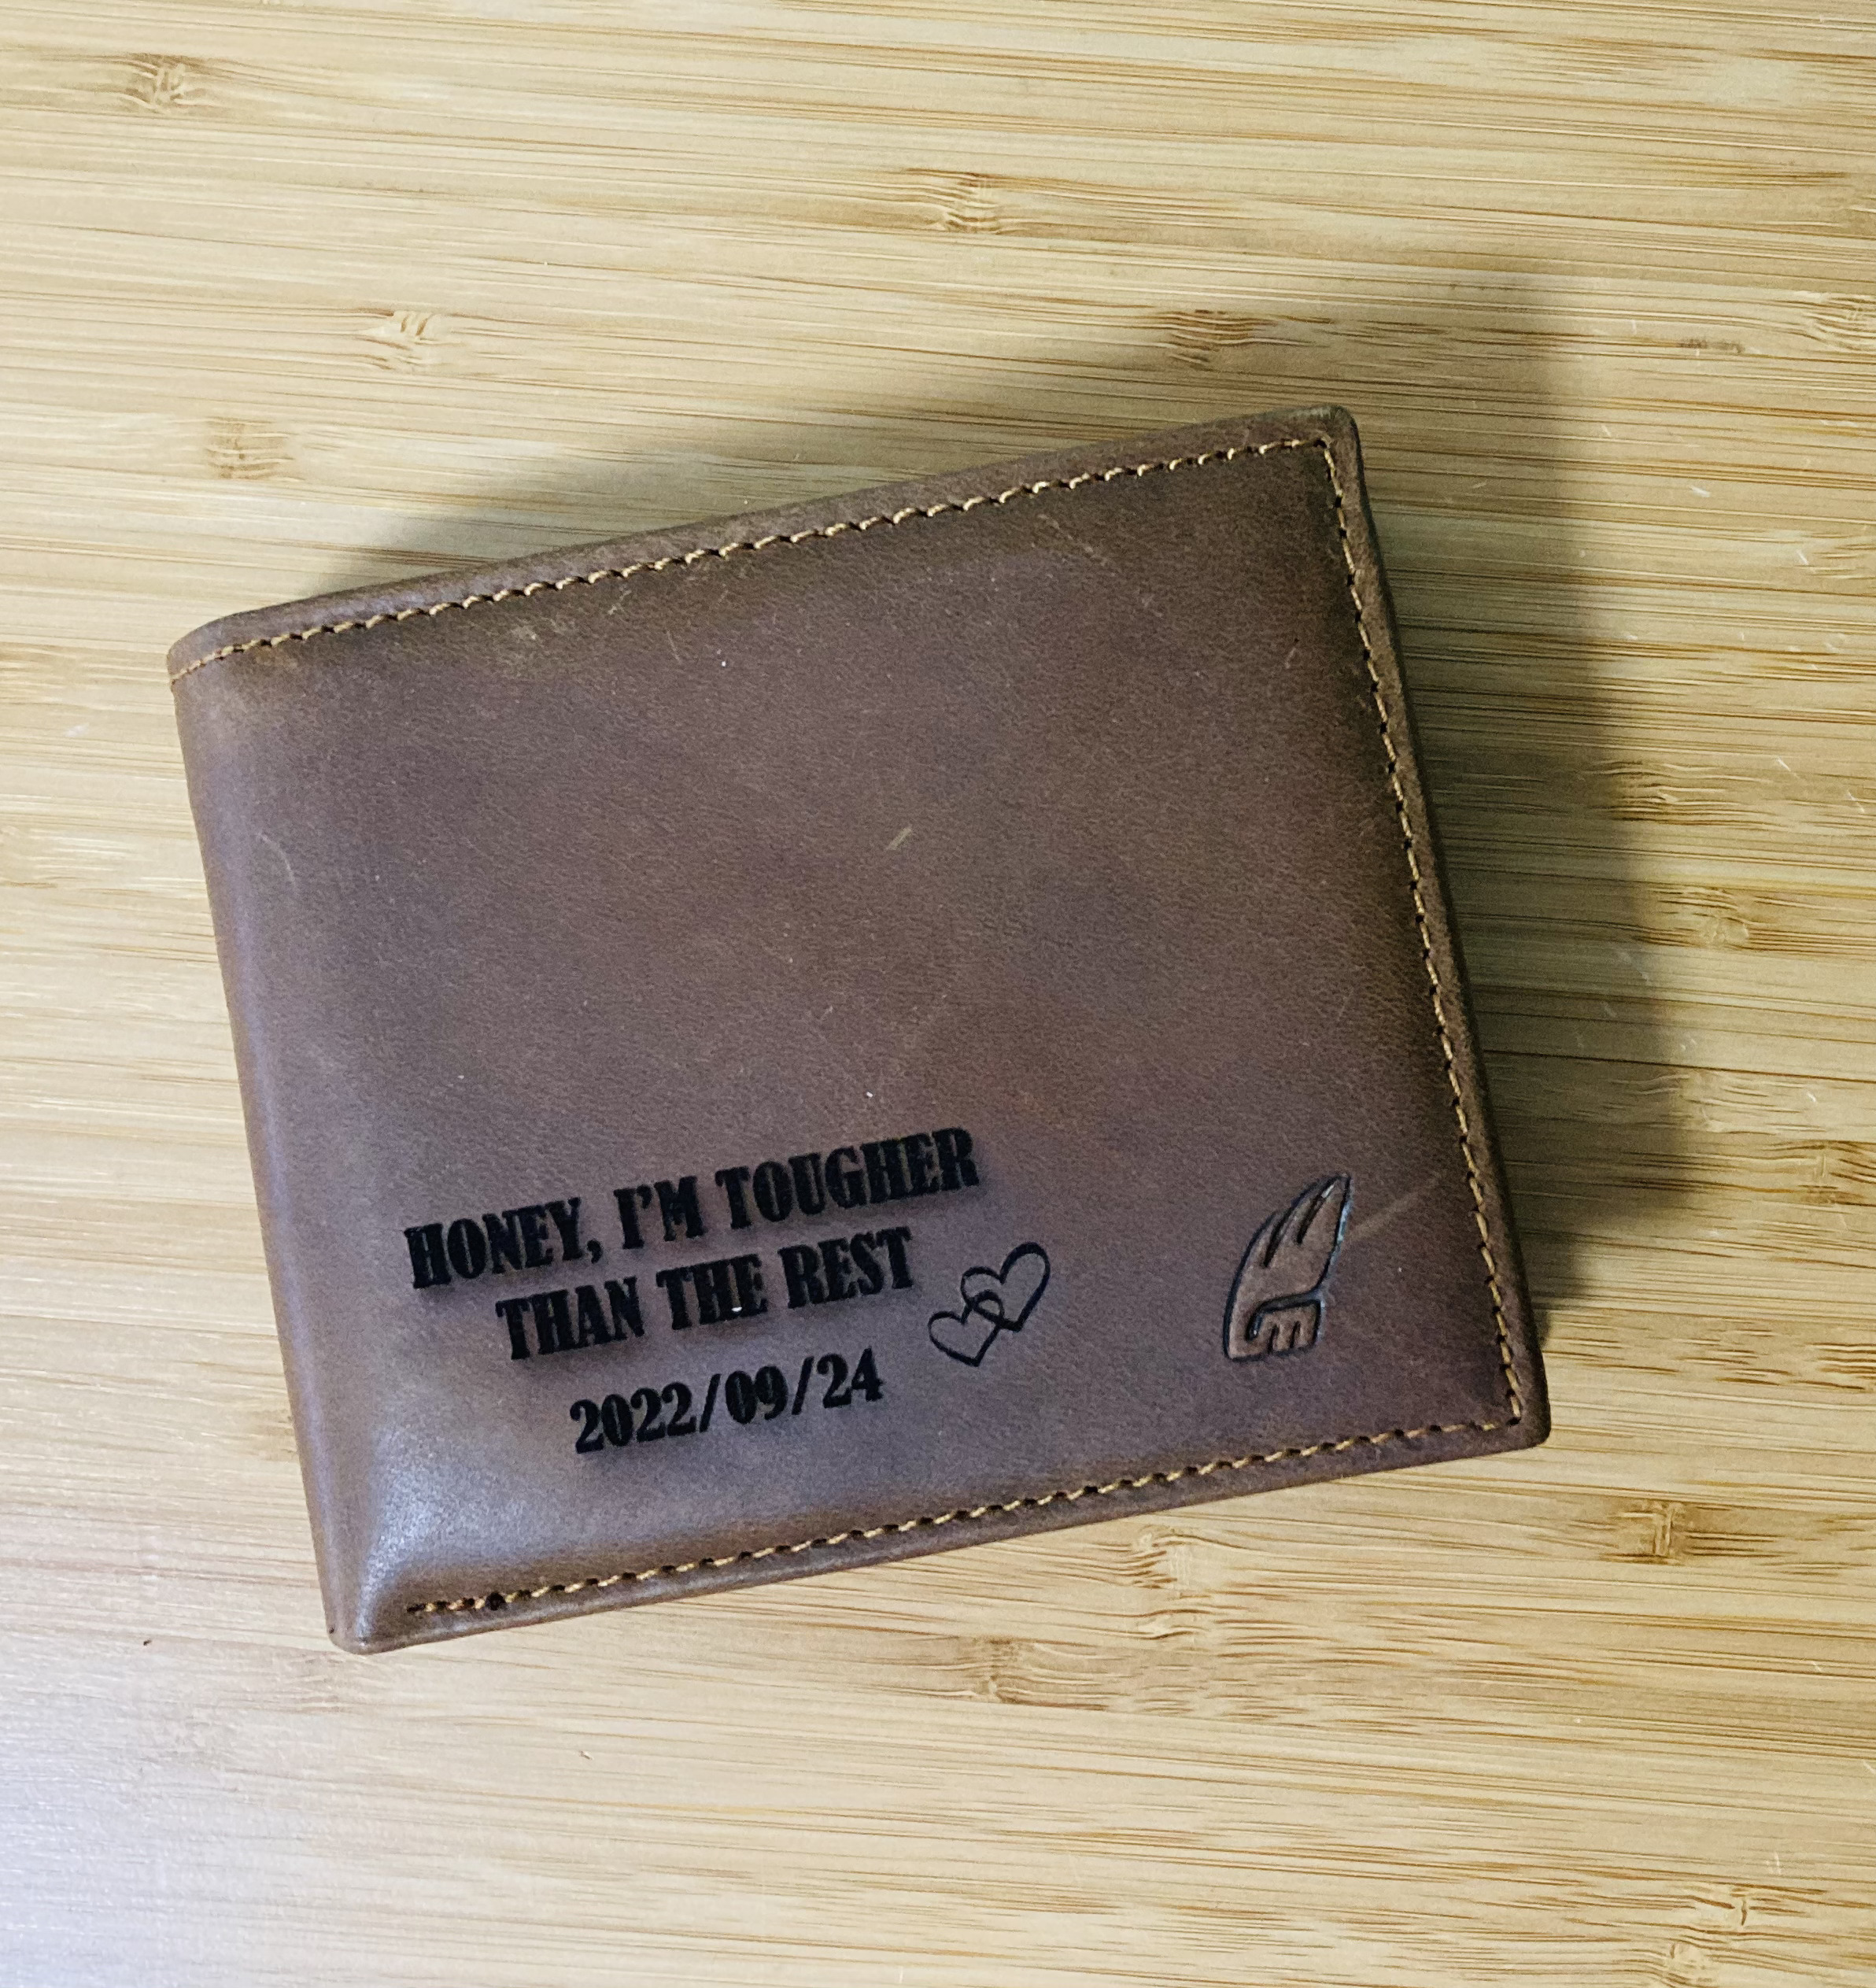 HONEY, I'M TOUGHER
THAN THE REST
2022/09/24